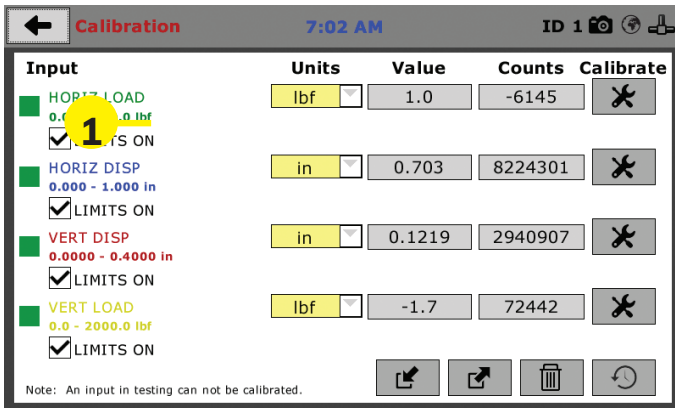 Calibration 7:02 AM ID 1
Input Units Value Counts Calibrate
HORIZ LOAD
lbf 1.0 -6145
.0 lbf
1
ON
HORIZ DISP
in 0.703 8224301
0.000 - 1.000 in
LIMITS ON
VERT DISP
in 0.1219 2940907
0.0000 - 0.4000 in
LIMITS ON
VERT LOAD
lbf -1.7 72442
0.0 - 2000.0 lbf
LIMITS ON
Note: An input in testing can not be calibrated.